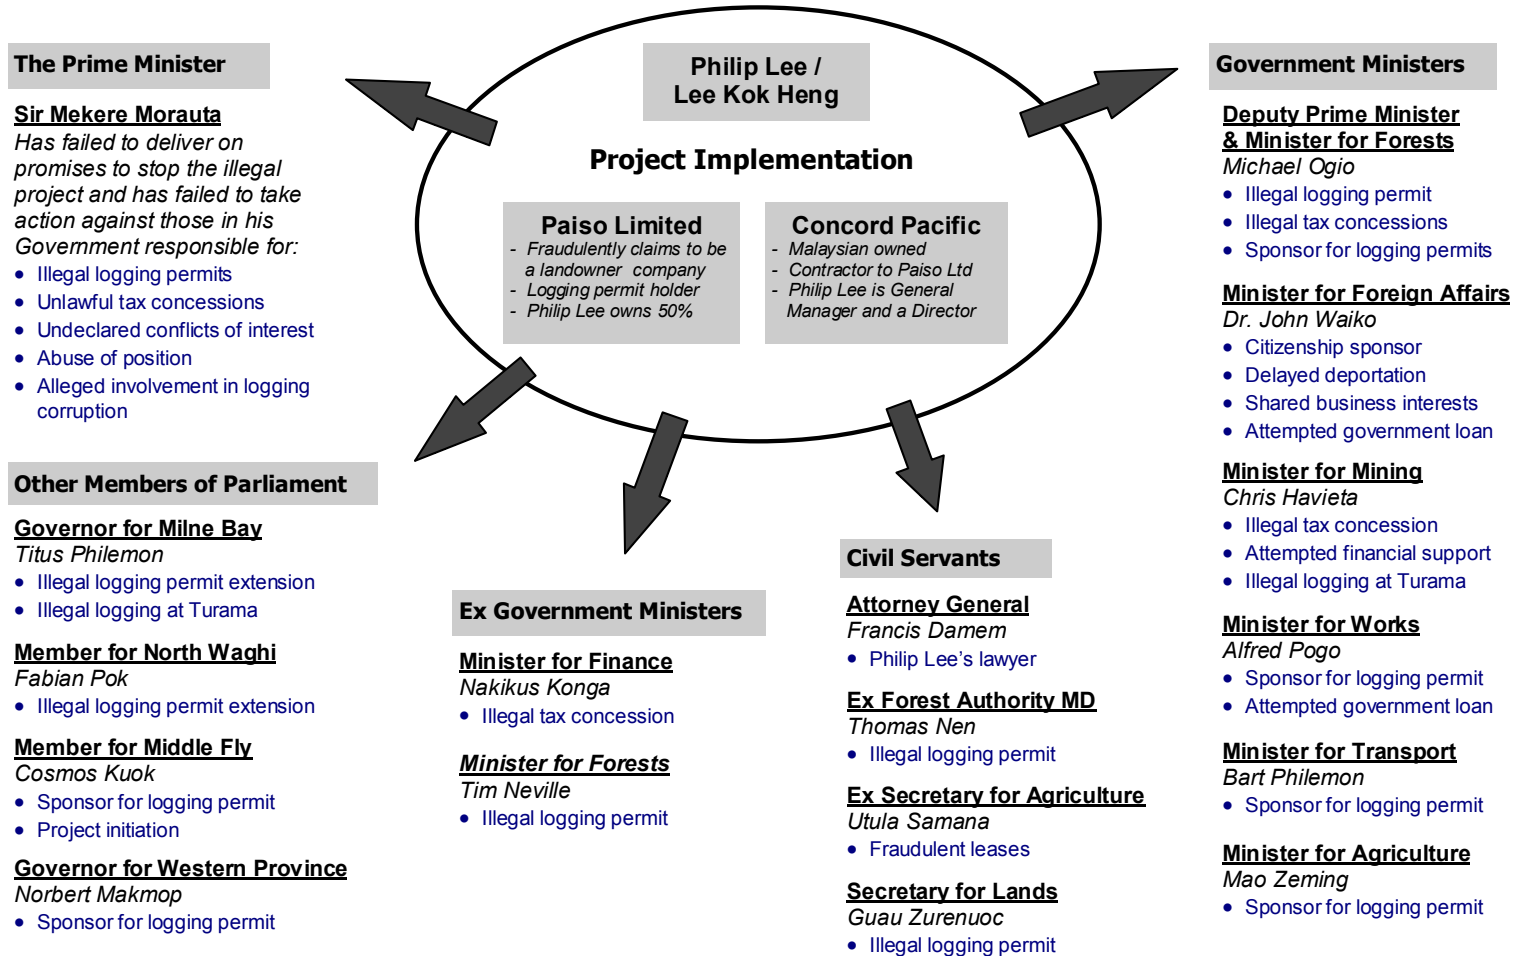 Philip Lee /
Lee Kok Heng
Project Implementation
Paiso Limited
- Fraudulently claims to be
a landowner company
- Logging permit holder
- Philip Lee owns 50%
Concord Pacific
- Malaysian owned
- Contractor to Paiso Ltd
- Philip Lee is General
Manager and a Director
The Prime Minister
Sir Mekere Morauta
Has failed to deliver on
promises to stop the illegal
project and has failed to take
action against those in his
Government responsible for:
• Illegal logging permits
• Unlawful tax concessions
• Undeclared conflicts of interest
• Abuse of position
• Alleged involvement in logging
corruption
Other Members of Parliament
Governor for Milne Bay
Titus Philemon
• Illegal logging permit extension
• Illegal logging at Turama
Member for North Waghi
Fabian Pok
• Illegal logging permit extension
Member for Middle Fly
Cosmos Kuok
• Sponsor for logging permit
• Project initiation
Governor for Western Province
Norbert Makmop
• Sponsor for logging permit
Ex Government Ministers
Minister for Finance
Nakikus Konga
• Illegal tax concession
Minister for Forests
Tim Neville
• Illegal logging permit
Civil Servants
Attorney General
Francis Damem
• Philip Lee's lawyer
Ex Forest Authority MD
Thomas Nen
• Illegal logging permit
Ex Secretary for Agriculture
Utula Samana
• Fraudulent leases
Secretary for Lands
Guau Zurenuoc
• Illegal logging permit
Government Ministers
Deputy Prime Minister
& Minister for Forests
Michael Ogio
• Illegal logging permit
• Illegal tax concessions
• Sponsor for logging permits
Minister for Foreign Affairs
Dr. John Waiko
• Citizenship sponsor
• Delayed deportation
• Shared business interests
• Attempted government loan
Minister for Mining
Chris Havieta
• Illegal tax concession
• Attempted financial support
• Illegal logging at Turama
Minister for Works
Alfred Pogo
• Sponsor for logging permit
• Attempted government loan
Minister for Transport
Bart Philemon
• Sponsor for logging permit
Minister for Agriculture
Mao Zeming
• Sponsor for logging permit